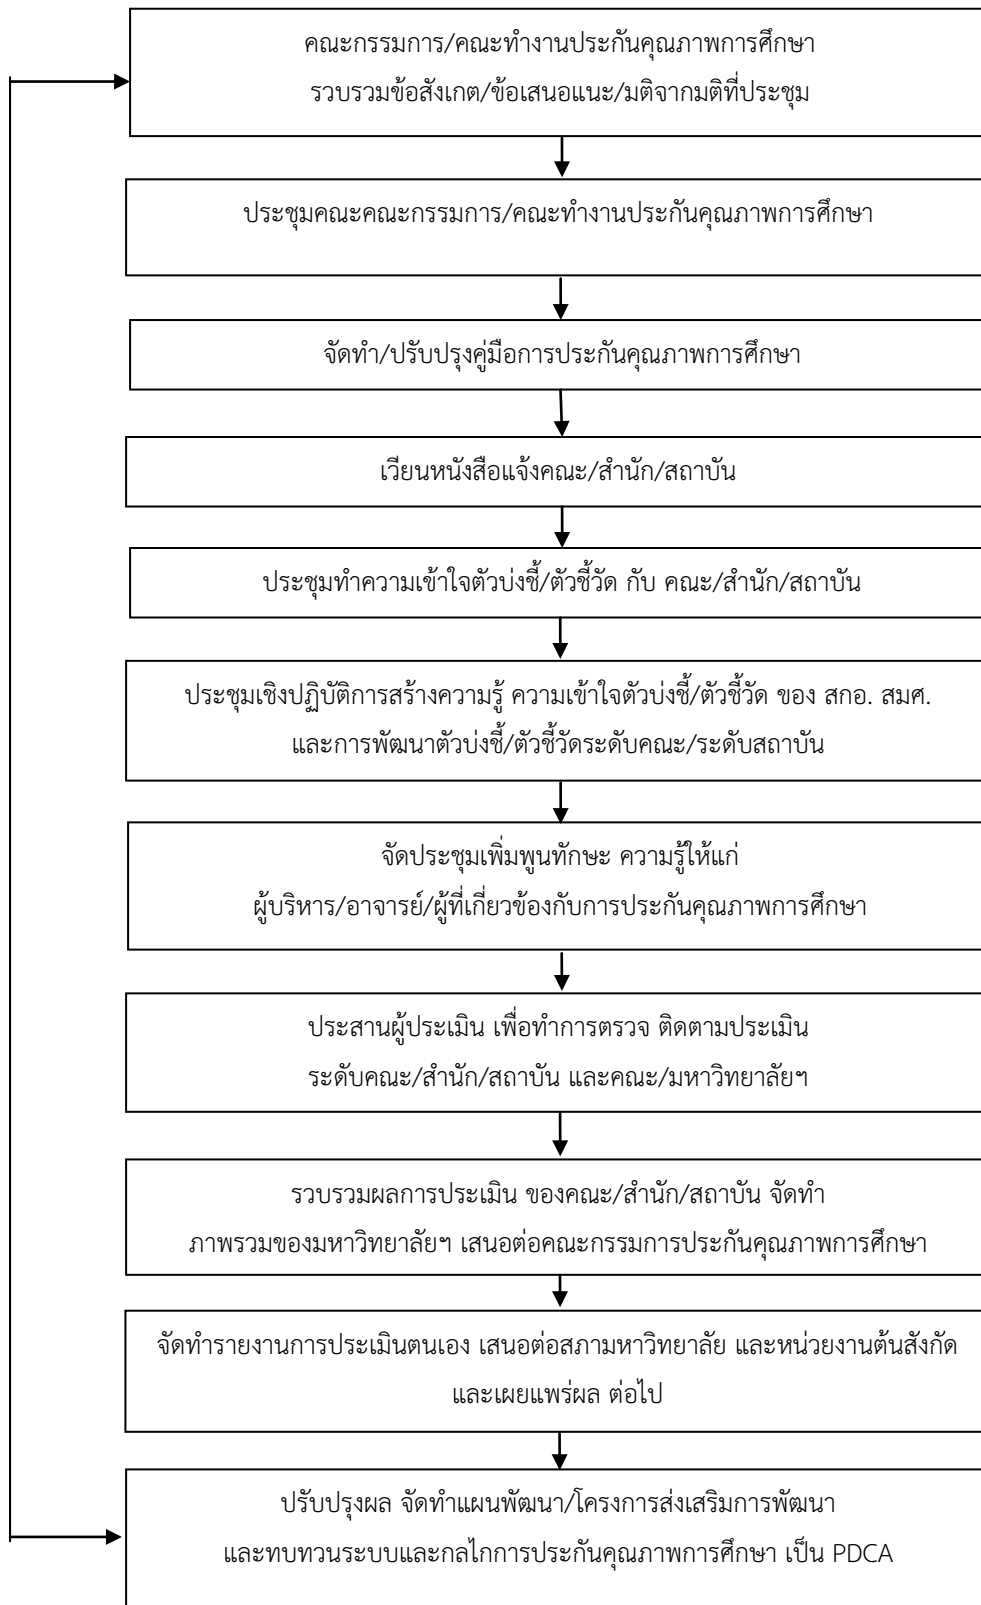 คณะกรรมการ/คณะทำงานประกันคุณภาพการศึกษา
รวบรวมข้อสังเกต/ข้อเสนอแนะ/มติจากมติที่ประชุม
ประชุมคณะคณะกรรมการ/คณะทำงานประกันคุณภาพการศึกษา
จัดทำ/ปรับปรุงคู่มือการประกันคุณภาพการศึกษา
เวียนหนังสือแจ้งคณะ/สำนัก/สถาบัน
ประชุมทำความเข้าใจตัวบ่งชี้/ตัวชี้วัด กับ คณะ/สำนัก/สถาบัน
ประชุมเชิงปฏิบัติการสร้างความรู้ ความเข้าใจตัวบ่งชี้/ตัวชี้วัด ของ สกอ. สมศ.
และการพัฒนาตัวบ่งชี้/ตัวชี้วัดระดับคณะ/ระดับสถาบัน
จัดประชุมเพิ่มพูนทักษะ ความรู้ให้แก่
ผู้บริหาร/อาจารย์/ผู้ที่เกี่ยวข้องกับการประกันคุณภาพการศึกษา
ประสานผู้ประเมิน เพื่อทำการตรวจ ติดตามประเมิน
ระดับคณะ/สำนัก/สถาบัน และคณะ/มหาวิทยาลัยฯ
รวบรวมผลการประเมิน ของคณะ/สำนัก/สถาบัน จัดทำ
ภาพรวมของมหาวิทยาลัยฯ เสนอต่อคณะกรรมการประกันคุณภาพการศึกษา
จัดทำรายงานการประเมินตนเอง เสนอต่อสภามหาวิทยาลัย และหน่วยงานต้นสังกัด
และเผยแพร่ผล ต่อไป
ปรับปรุงผล จัดทำแผนพัฒนา/โครงการส่งเสริมการพัฒนา
และทบทวนระบบและกลไกการประกันคุณภาพการศึกษา เป็น PDCA